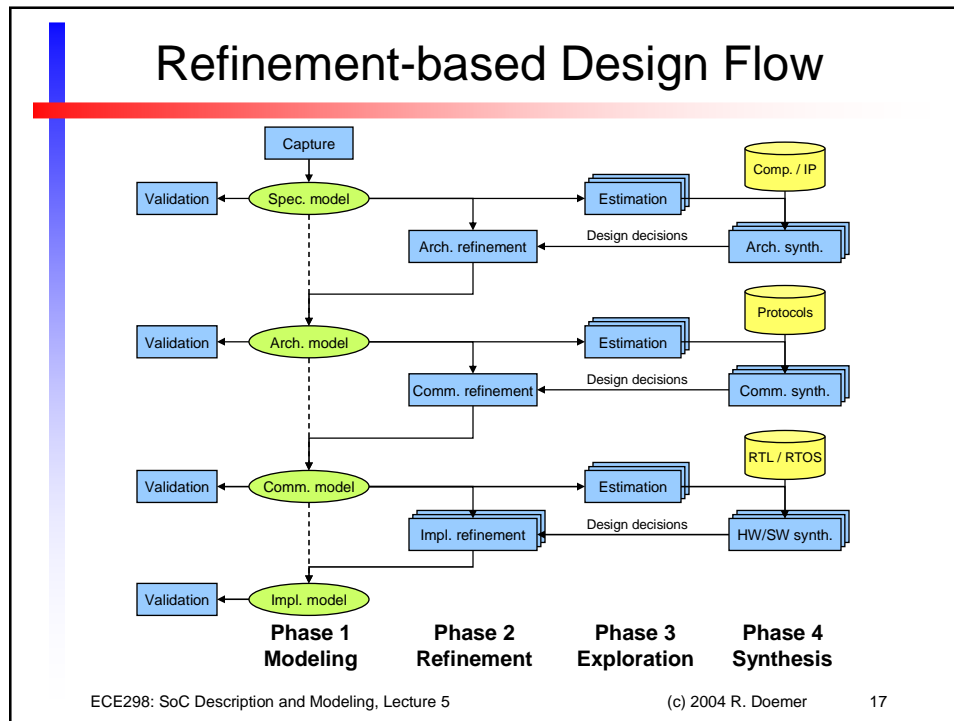 Refinement-based Design Flow
Capture
Comp. / IP
Validation
Spec. model
Estimation
Arch. refinement
Design decisions
Arch. synth.
Protocols
Validation
Arch. model
Estimation
Comm. refinement
Design decisions
Comm. synth.
RTL / RTOS
Validation
Comm. model
Estimation
Impl. refinement
Design decisions
HW/SW synth.
Validation
Impl. model
Phase 1
Modeling
Phase 2
Refinement
Phase 3
Exploration
Phase 4
Synthesis
ECE298: SoC Description and Modeling, Lecture 5
(c) 2004 R. Doemer
17